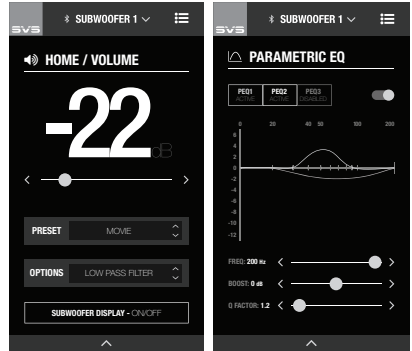 SVS
SUBWOOFER 1
HOME / VOLUME
-22
dB
PRESET MOVIE
OPTIONS LOW PASS FILTER
SUBWOOFER DISPLAY - ON/OFF
SVS
SUBWOOFER 1
PARAMETRIC EQ
PEQ1 PEQ2 PEQ3
ACTIVE ACTIVE DISABLED
0 20 40 50 100 200
6
4
2
0
-2
-4
-6
-8
-10
-12
FREQ: 200 Hz
BOOST: 0 dB
Q FACTOR: 1.2